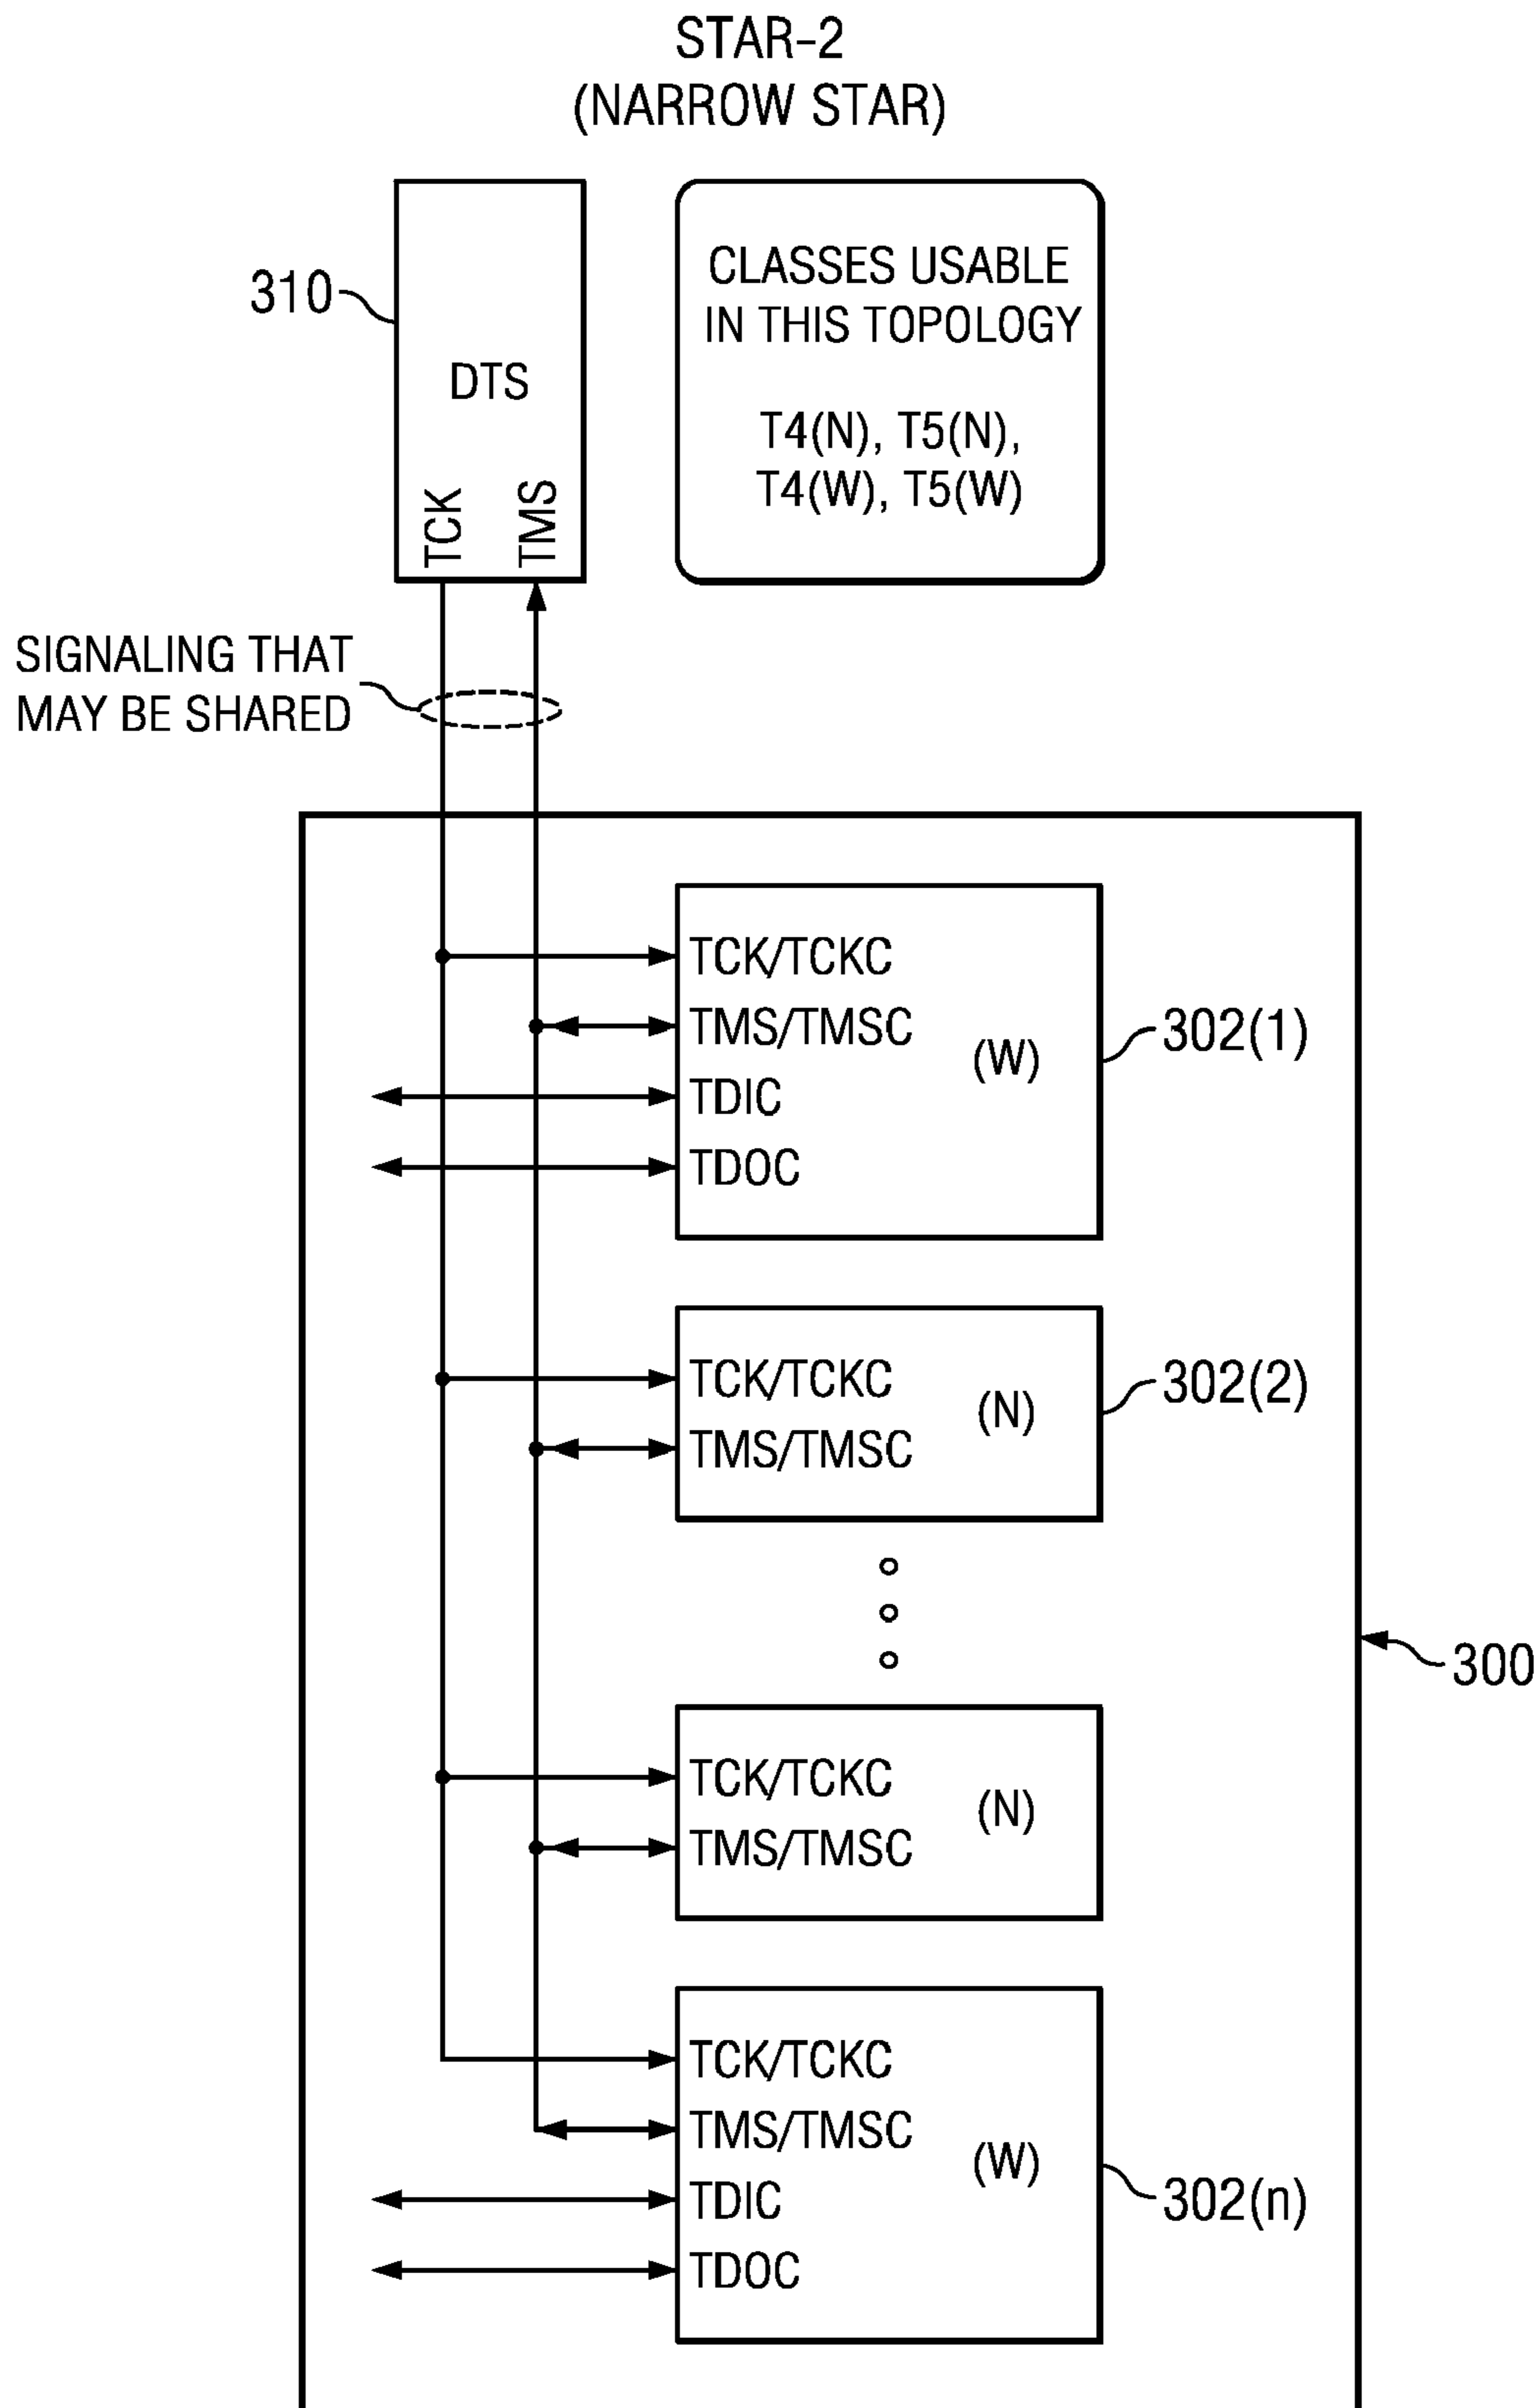 STAR-2
(NARROW STAR)
310
DTS
TCK
TMS
CLASSES USABLE
IN THIS TOPOLOGY
T4(N), T5(N),
T4(W), T5(W)
SIGNALING THAT
MAY BE SHARED
TCK/TCKC
TMS/TMSC
(W)
TDIC
TDOC
302(1)
TCK/TCKC
(N)
TMS/TMSC
302(2)
300
TCK/TCKC
(N)
TMS/TMSC
TCK/TCKC
TMS/TMSC
(W)
TDIC
TDOC
302(n)